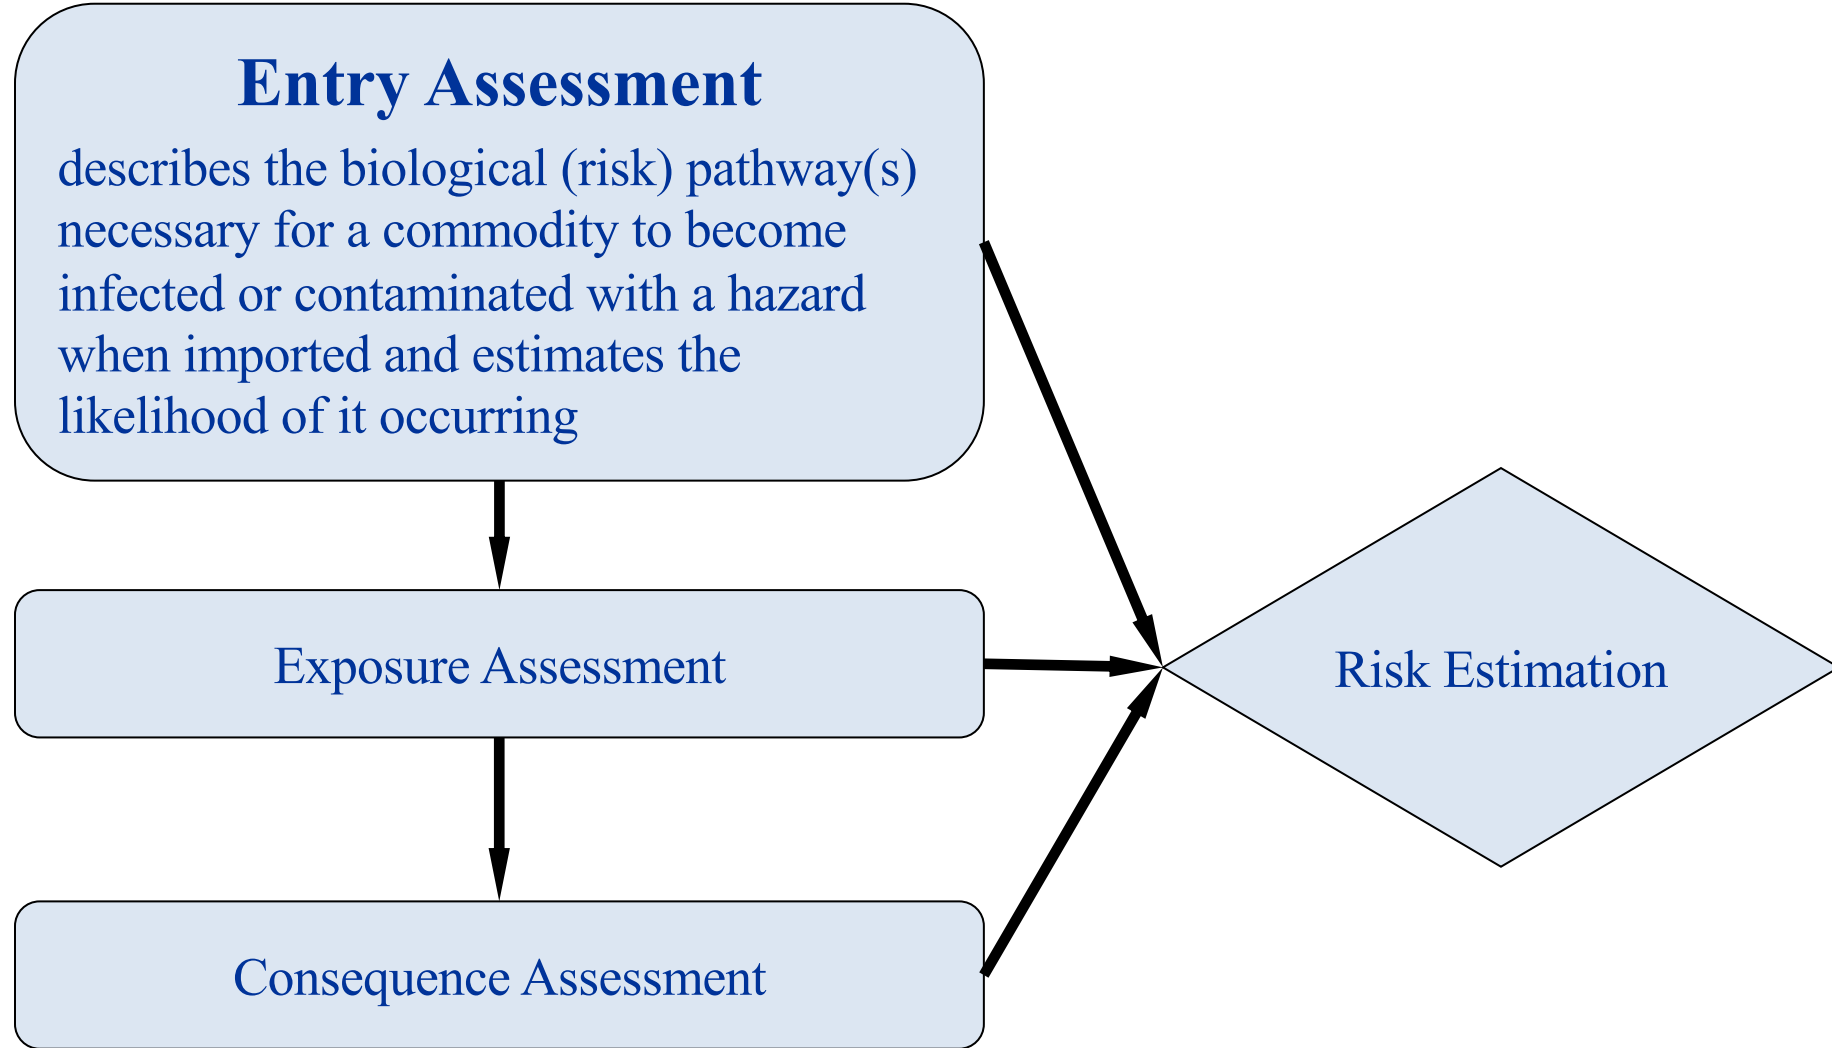 Entry Assessment
describes the biological (risk) pathway(s)
necessary for a commodity to become
infected or contaminated with a hazard
when imported and estimates the
likelihood of it occurring
Exposure Assessment
Risk Estimation
Consequence Assessment